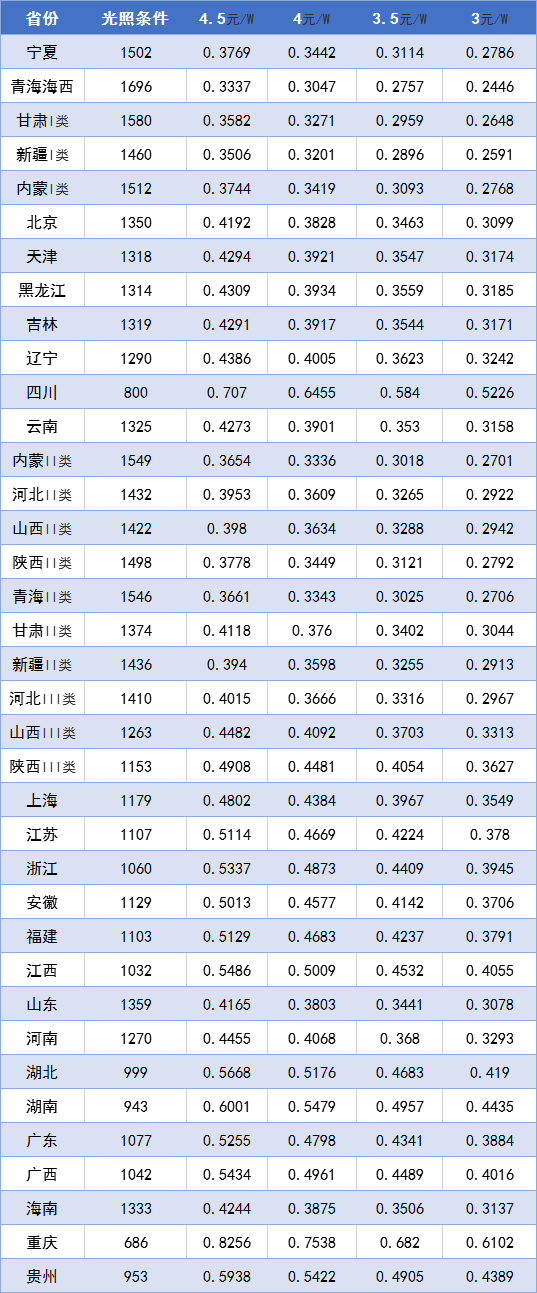 省份 光照条件 4.5元/W 4元/W 3.5元/W 3元/W
宁夏 1502 0.3769 0.3442 0.3114 0.2786
青海海西 1696 0.3337 0.3047 0.2757 0.2446
甘肃I类 1580 0.3582 0.3271 0.2959 0.2648
新疆I类 1460 0.3506 0.3201 0.2896 0.2591
内蒙I类 1512 0.3744 0.3419 0.3093 0.2768
北京 1350 0.4192 0.3828 0.3463 0.3099
天津 1318 0.4294 0.3921 0.3547 0.3174
黑龙江 1314 0.4309 0.3934 0.3559 0.3185
吉林 1319 0.4291 0.3917 0.3544 0.3171
辽宁 1290 0.4386 0.4005 0.3623 0.3242
四川 800 0.707 0.6455 0.584 0.5226
云南 1325 0.4273 0.3901 0.353 0.3158
内蒙II类 1549 0.3654 0.3336 0.3018 0.2701
河北II类 1432 0.3953 0.3609 0.3265 0.2922
山西II类 1422 0.398 0.3634 0.3288 0.2942
陕西II类 1498 0.3778 0.3449 0.3121 0.2792
青海II类 1546 0.3661 0.3343 0.3025 0.2706
甘肃II类 1374 0.4118 0.376 0.3402 0.3044
新疆II类 1436 0.394 0.3598 0.3255 0.2913
河北III类 1410 0.4015 0.3666 0.3316 0.2967
山西III类 1263 0.4482 0.4092 0.3703 0.3313
陕西III类 1153 0.4908 0.4481 0.4054 0.3627
上海 1179 0.4802 0.4384 0.3967 0.3549
江苏 1107 0.5114 0.4669 0.4224 0.378
浙江 1060 0.5337 0.4873 0.4409 0.3945
安徽 1129 0.5013 0.4577 0.4142 0.3706
福建 1103 0.5129 0.4683 0.4237 0.3791
江西 1032 0.5486 0.5009 0.4532 0.4055
山东 1359 0.4165 0.3803 0.3441 0.3078
河南 1270 0.4455 0.4068 0.368 0.3293
湖北 999 0.5668 0.5176 0.4683 0.419
湖南 943 0.6001 0.5479 0.4957 0.4435
广东 1077 0.5255 0.4798 0.4341 0.3884
广西 1042 0.5434 0.4961 0.4489 0.4016
海南 1333 0.4244 0.3875 0.3506 0.3137
重庆 686 0.8256 0.7538 0.682 0.6102
贵州 953 0.5938 0.5422 0.4905 0.4389